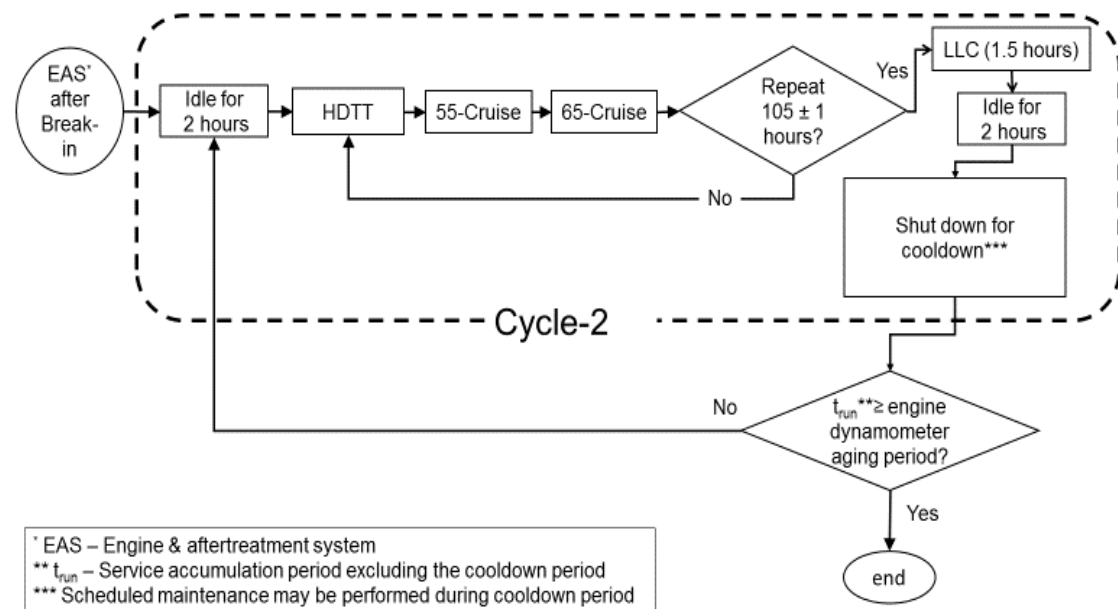 EAS*
after
Break-
in
Idle for
2 hours
HDTT
55-Cruise
65-Cruise
Repeat
105 ± 1
hours?
Yes
No
LLC (1.5 hours)
Idle for
2 hours
Shut down for
cooldown***
Cycle-2
t_run**≥ engine
dynamometer
aging period?
No
Yes
end
* EAS – Engine & aftertreatment system
** t_run – Service accumulation period excluding the cooldown period
*** Scheduled maintenance may be performed during cooldown period